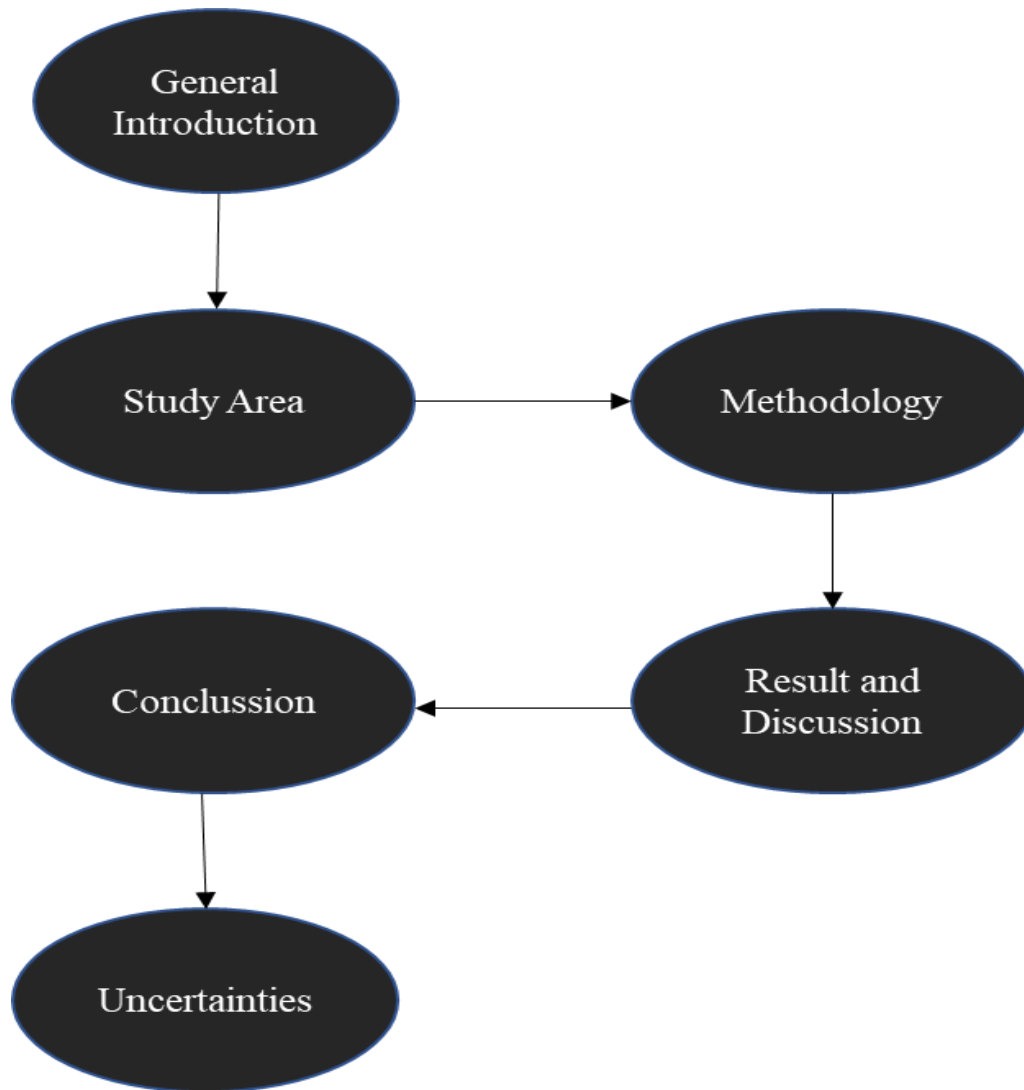 General
Introduction
Study Area
Methodology
Result and
Discussion
Conclussion
Uncertainties